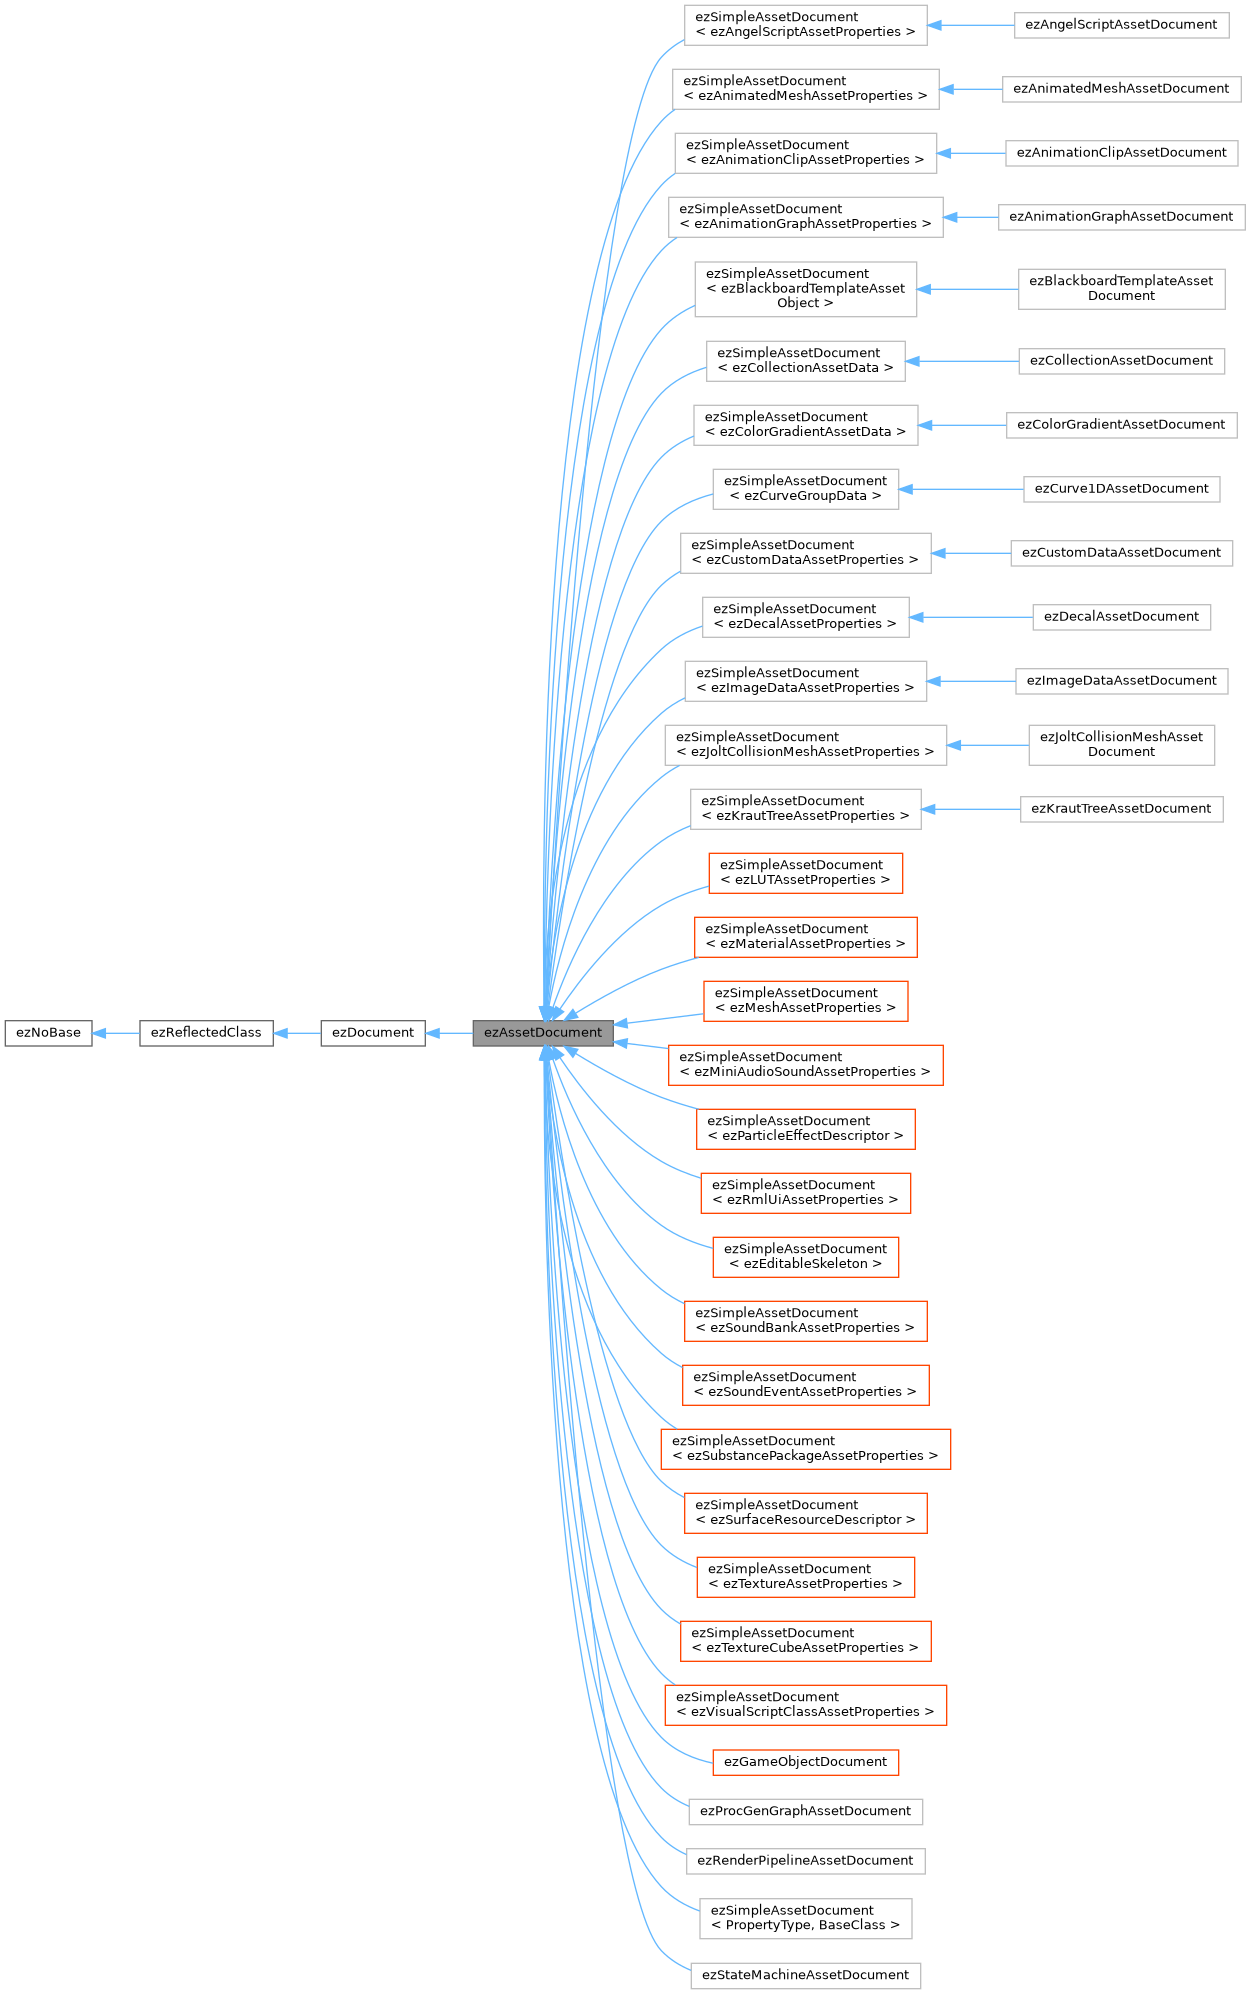 ezSimpleAssetDocument
< ezAngelScriptAssetProperties >
ezAngelScriptAssetDocument
ezSimpleAssetDocument
< ezAnimatedMeshAssetProperties >
ezAnimatedMeshAssetDocument
ezSimpleAssetDocument
< ezAnimationClipAssetProperties >
ezAnimationClipAssetDocument
ezSimpleAssetDocument
< ezAnimationGraphAssetProperties >
ezAnimationGraphAssetDocument
ezSimpleAssetDocument
< ezBlackboardTemplateAsset
Object >
ezBlackboardTemplateAsset
Document
ezSimpleAssetDocument
< ezCollectionAssetData >
ezCollectionAssetDocument
ezSimpleAssetDocument
< ezColorGradientAssetData >
ezColorGradientAssetDocument
ezSimpleAssetDocument
< ezCurveGroupData >
ezCurve1DAssetDocument
ezSimpleAssetDocument
< ezCustomDataAssetProperties >
ezCustomDataAssetDocument
ezSimpleAssetDocument
< ezDecalAssetProperties >
ezDecalAssetDocument
ezSimpleAssetDocument
< ezImageDataAssetProperties >
ezImageDataAssetDocument
ezSimpleAssetDocument
< ezJoltCollisionMeshAssetProperties >
ezJoltCollisionMeshAsset
Document
ezSimpleAssetDocument
< ezKrautTreeAssetProperties >
ezKrautTreeAssetDocument
ezSimpleAssetDocument
< ezLUTAssetProperties >
ezSimpleAssetDocument
< ezMaterialAssetProperties >
ezSimpleAssetDocument
< ezMeshAssetProperties >
ezNoBase
ezReflectedClass
ezDocument
ezAssetDocument
ezSimpleAssetDocument
< ezMiniAudioSoundAssetProperties >
ezSimpleAssetDocument
< ezParticleEffectDescriptor >
ezSimpleAssetDocument
< ezRmlUiAssetProperties >
ezSimpleAssetDocument
< ezEditableSkeleton >
ezSimpleAssetDocument
< ezSoundBankAssetProperties >
ezSimpleAssetDocument
< ezSoundEventAssetProperties >
ezSimpleAssetDocument
< ezSubstancePackageAssetProperties >
ezSimpleAssetDocument
< ezSurfaceResourceDescriptor >
ezSimpleAssetDocument
< ezTextureAssetProperties >
ezSimpleAssetDocument
< ezTextureCubeAssetProperties >
ezSimpleAssetDocument
< ezVisualScriptClassAssetProperties >
ezGameObjectDocument
ezProcGenGraphAssetDocument
ezRenderPipelineAssetDocument
ezSimpleAssetDocument
< PropertyType, BaseClass >
ezStateMachineAssetDocument